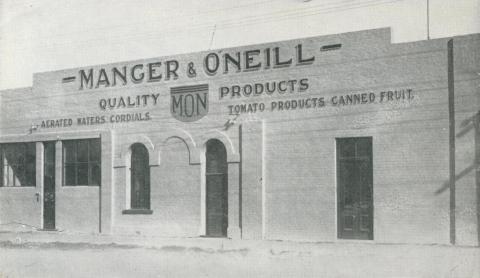 MANGER & O'NEILL
QUALITY MON PRODUCTS
AERATED WATERS CORDIALS. TOMATO PRODUCTS CANNED FRUIT.